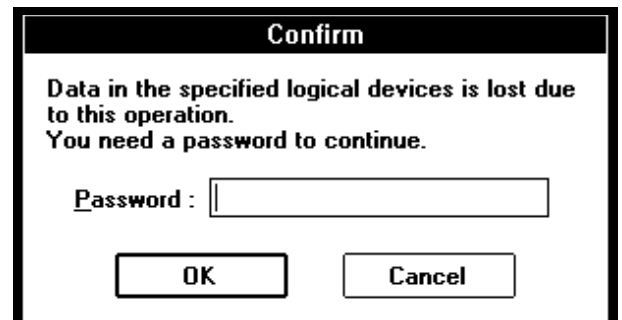 Confirm
Data in the specified logical devices is lost due
to this operation.
You need a password to continue.
Password :
OK Cancel